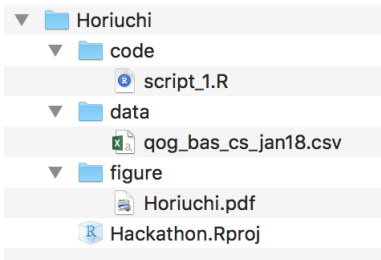 Horiuchi
code
script_1.R
data
qog_bas_cs_jan18.csv
figure
Horiuchi.pdf
Hackathon.Rproj